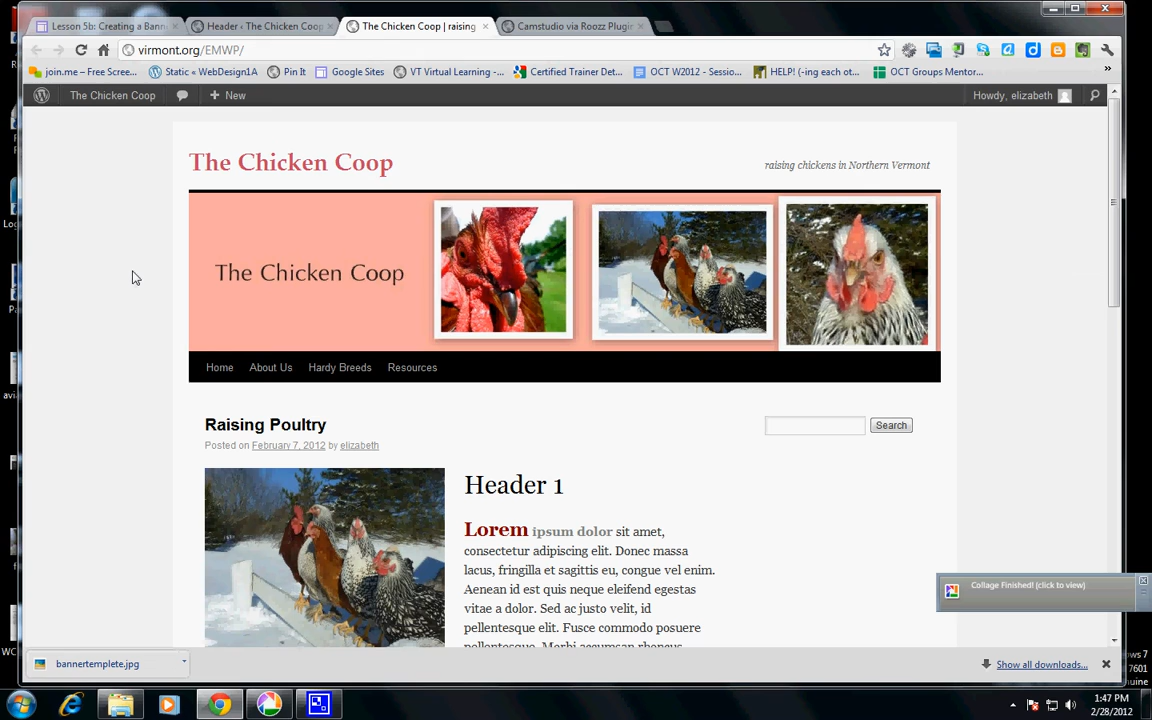 Lesson 5b: Creating a Bann
Header ‹ The Chicken Coop
The Chicken Coop | raising
Camstudio via Roozz Plugin
virmont.org/EMWP/
join.me – Free Scree...
Static « WebDesign1A
Pin It
Google Sites
VT Virtual Learning -...
Certified Trainer Det...
OCT W2012 - Sessio...
HELP! (-ing each ot...
OCT Groups Mentor...
The Chicken Coop
New
Howdy, elizabeth
The Chicken Coop
raising chickens in Northern Vermont
The Chicken Coop
Home About Us Hardy Breeds Resources
Raising Poultry
Search
Posted on February 7, 2012 by elizabeth
Header 1
Lorem ipsum dolor sit amet,
consectetur adipiscing elit. Donec massa
lacus, fringilla et sagittis eu, congue vel enim.
Aenean id est quis neque eleifend egestas
vitae a dolor. Sed ac justo velit, id
pellentesque elit. Fusce commodo posuere
Collage Finished! (click to view)
bannertemplete.jpg
Show all downloads...
7601
1:47 PM
2/28/2012